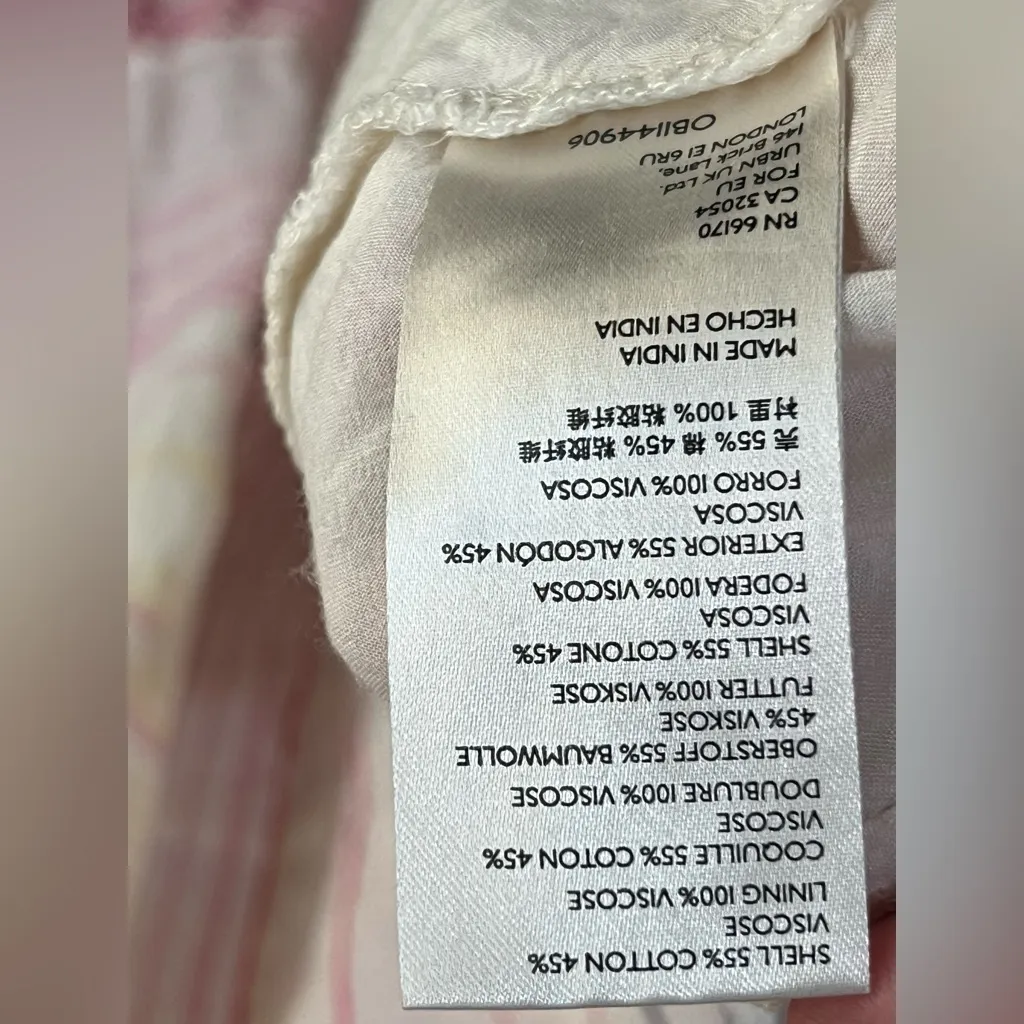 SHELL 55% COTTON 45%
VISCOSE
LINING 100% VISCOSE
COQUILLE 55% COTON 45%
VISCOSE
DOUBLURE 100% VISCOSE
OBERSTOFF 55% BAUMWOLLE
45% VISKOSE
FUTTER 100% VISKOSE
SHELL 55% COTONE 45%
VISCOSA
FODERA 100% VISCOSA
EXTERIOR 55% ALGODÓN 45%
VISCOSA
FORRO 100% VISCOSA
壳 55% 棉 45% 粘胶纤维
衬里 100% 粘胶纤维
MADE IN INDIA
HECHO EN INDIA
RN 66170
CA 32054
FOR EU
URBN UK Ltd.
146 Brick Lane,
LONDON E1 6RU
OB1144906